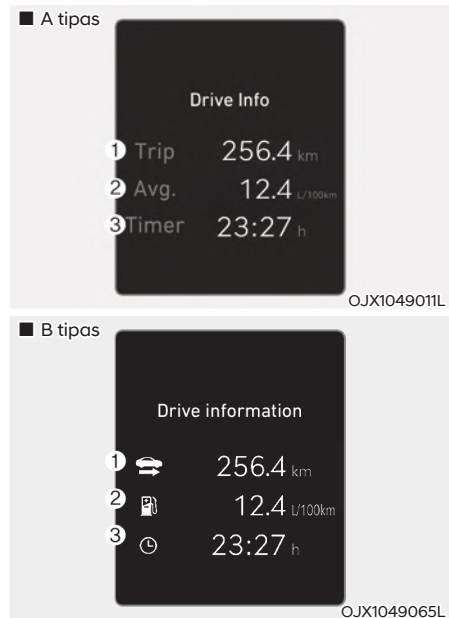 ■ A tipas
Drive Info
1 Trip 256.4 km
2 Avg. 12.4 L/100km
3 Timer 23:27 h
OJX1049011L
■ B tipas
Drive information
1 256.4 km
2 12.4 L/100km
3 23:27 h
OJX1049065L